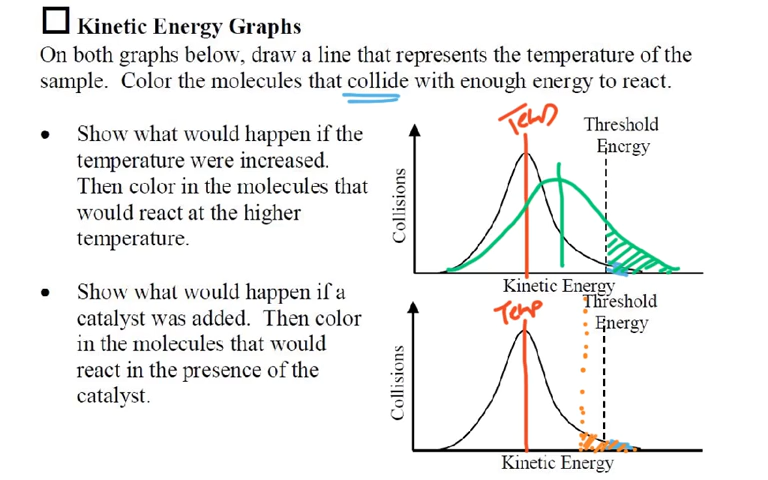 Kinetic Energy Graphs
On both graphs below, draw a line that represents the temperature of the
sample. Color the molecules that collide with enough energy to react.
• Show what would happen if the
temperature were increased.
Then color in the molecules that
would react at the higher
temperature.
Temp
Threshold
Energy
Collisions
Kinetic Energy
• Show what would happen if a
catalyst was added. Then color
in the molecules that would
react in the presence of the
catalyst.
Temp
Threshold
Energy
Collisions
Kinetic Energy